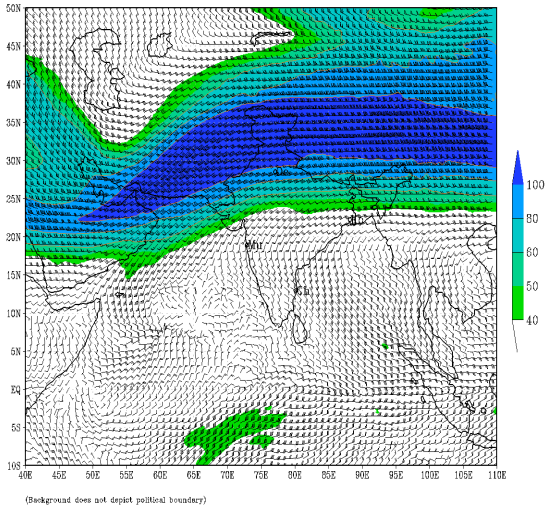 50N
45N
40N
35N
30N
25N
20N
15N
10N
5N
EQ
5S
10S
40E 45E 50E 55E 60E 65E 70E 75E 80E 85E 90E 95E 100E 105E 110E
100
80
60
50
40
(Background does not depict political boundary)